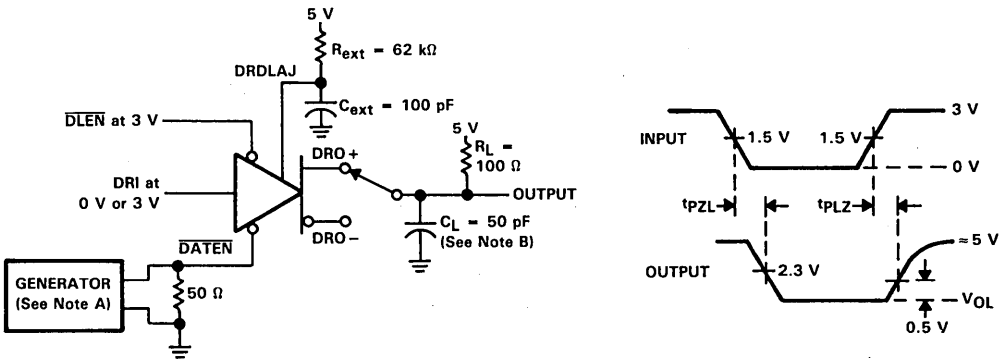 5 V
Rext = 62 kΩ
DRDLAJ
Cext = 100 pF
DLEN at 3 V
DRI at
0 V or 3 V
DATEN
DRO+
DRO−
5 V
RL =
100 Ω
OUTPUT
CL = 50 pF
(See Note B)
GENERATOR
(See Note A)
50 Ω
INPUT
1.5 V
1.5 V
3 V
0 V
tPZL
tPLZ
OUTPUT
2.3 V
≈5 V
VOL
0.5 V